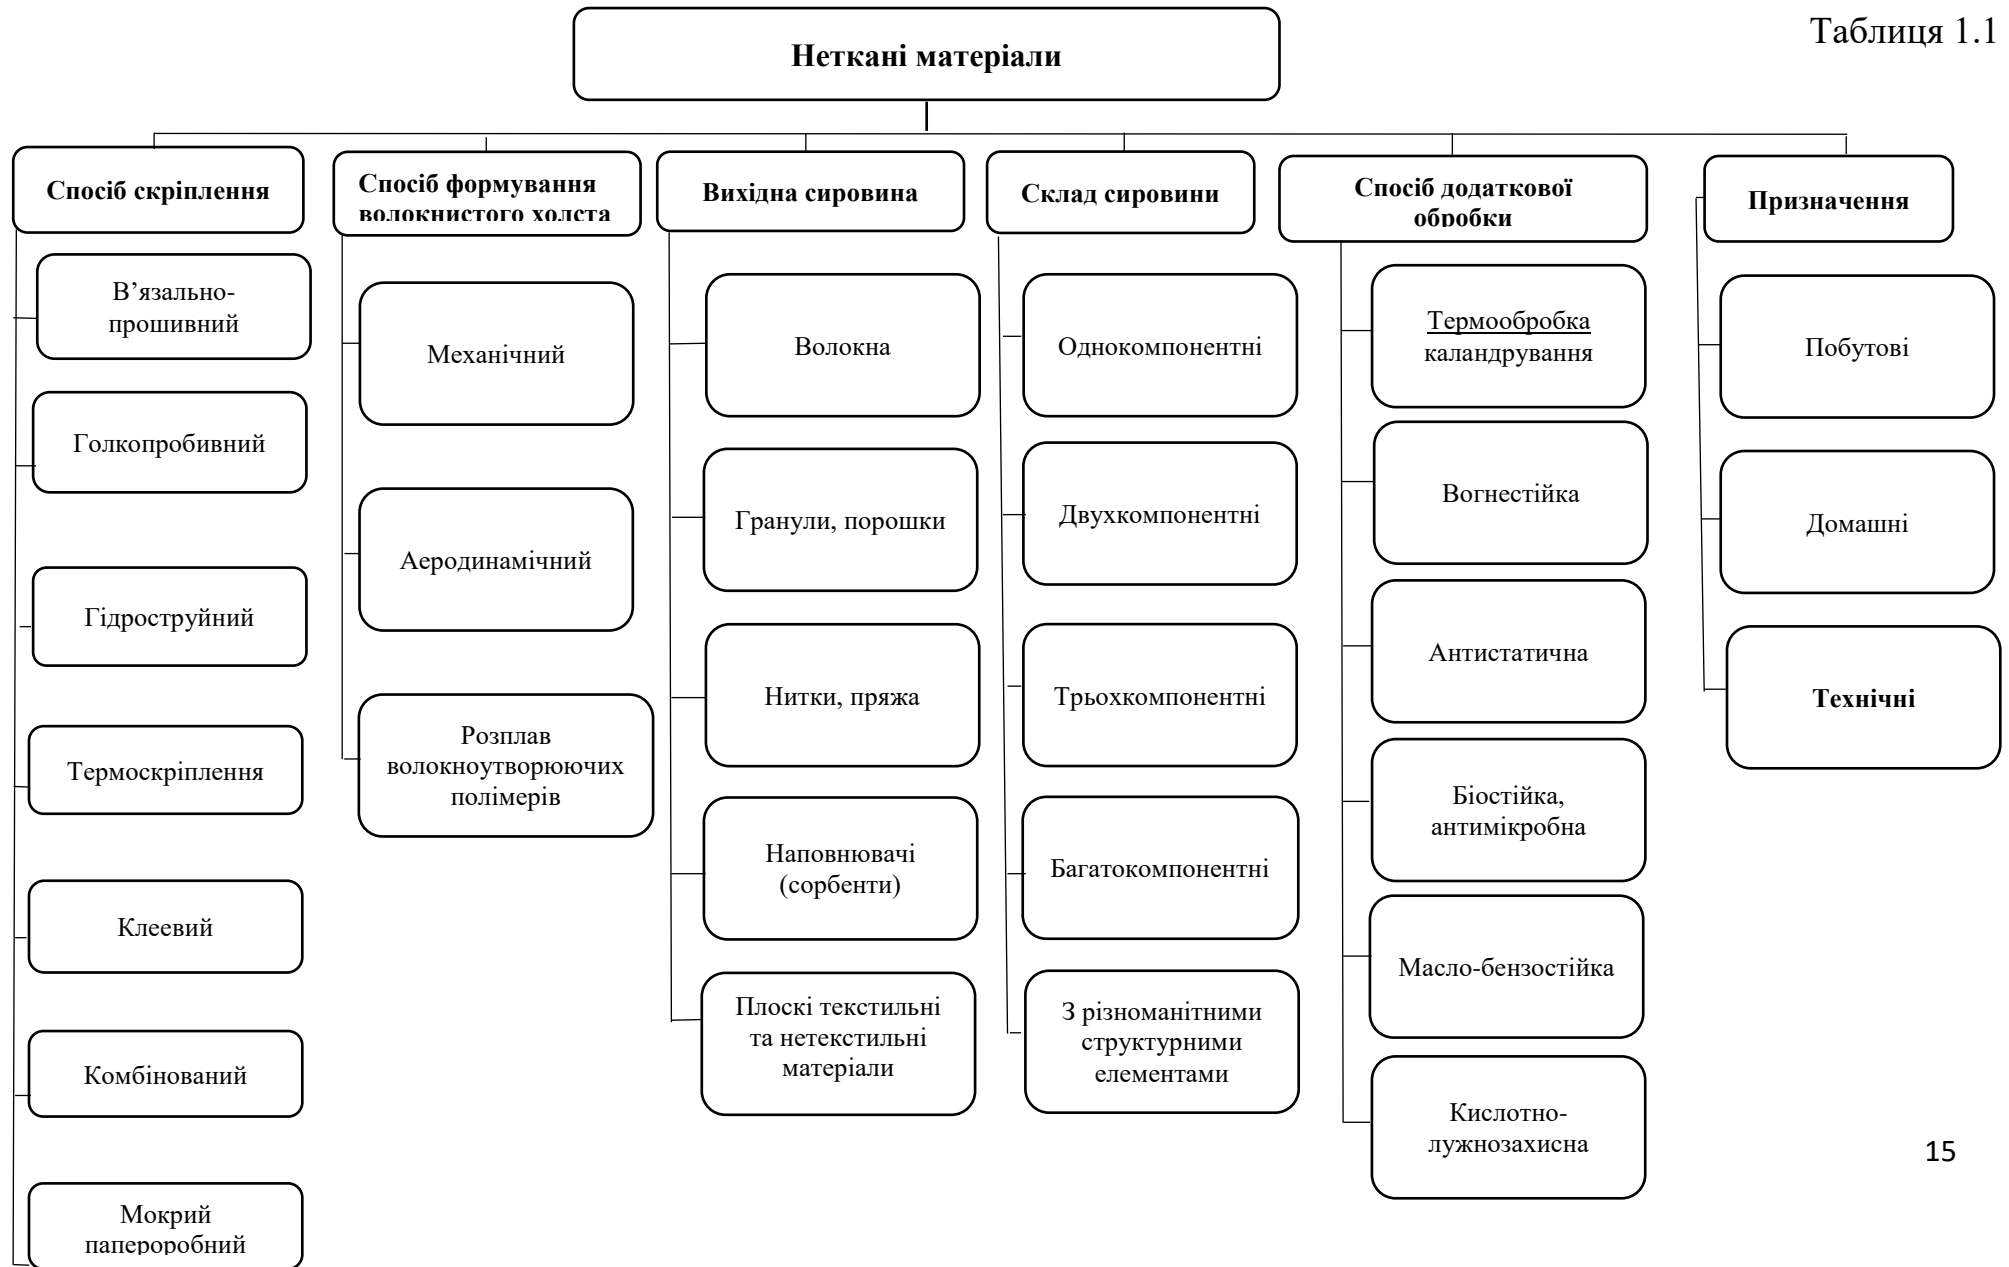 Таблиця 1.1
Неткані матеріали
Спосіб скріплення
В’язально-
прошивний
Голкопробивний
Гідроструйний
Термоскріплення
Клеевий
Комбінований
Мокрий
папероробний
Спосіб формування
волокнистого холста
Механічний
Аеродинамічний
Розплав
волокноутворюючих
полімерів
Вихідна сировина
Волокна
Гранули, порошки
Нитки, пряжа
Наповнювачі
(сорбенти)
Плоскі текстильні
та нетекстильні
матеріали
Склад сировини
Однокомпонентні
Двухкомпонентні
Трьохкомпонентні
Багатокомпонентні
З різноманітними
структурними
елементами
Спосіб додаткової
обробки
Термообробка
каландрування
Вогнестійка
Антистатична
Біостійка,
антимікробна
Масло-бензостійка
Кислотно-
лужнозахисна
Призначення
Побутові
Домашні
Технічні
15